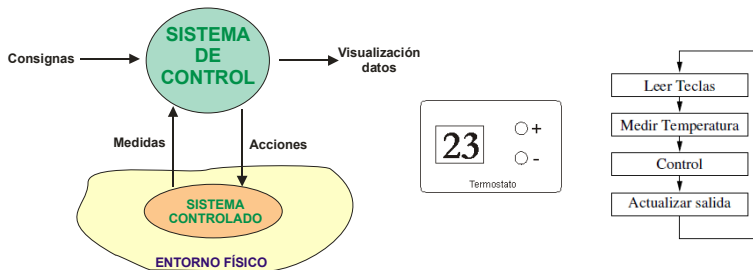 Consignas
SISTEMA
DE
CONTROL
Visualización
datos
Medidas
Acciones
SISTEMA
CONTROLADO
ENTORNO FÍSICO
23
+
-
Termostato
Leer Teclas
Medir Temperatura
Control
Actualizar salida